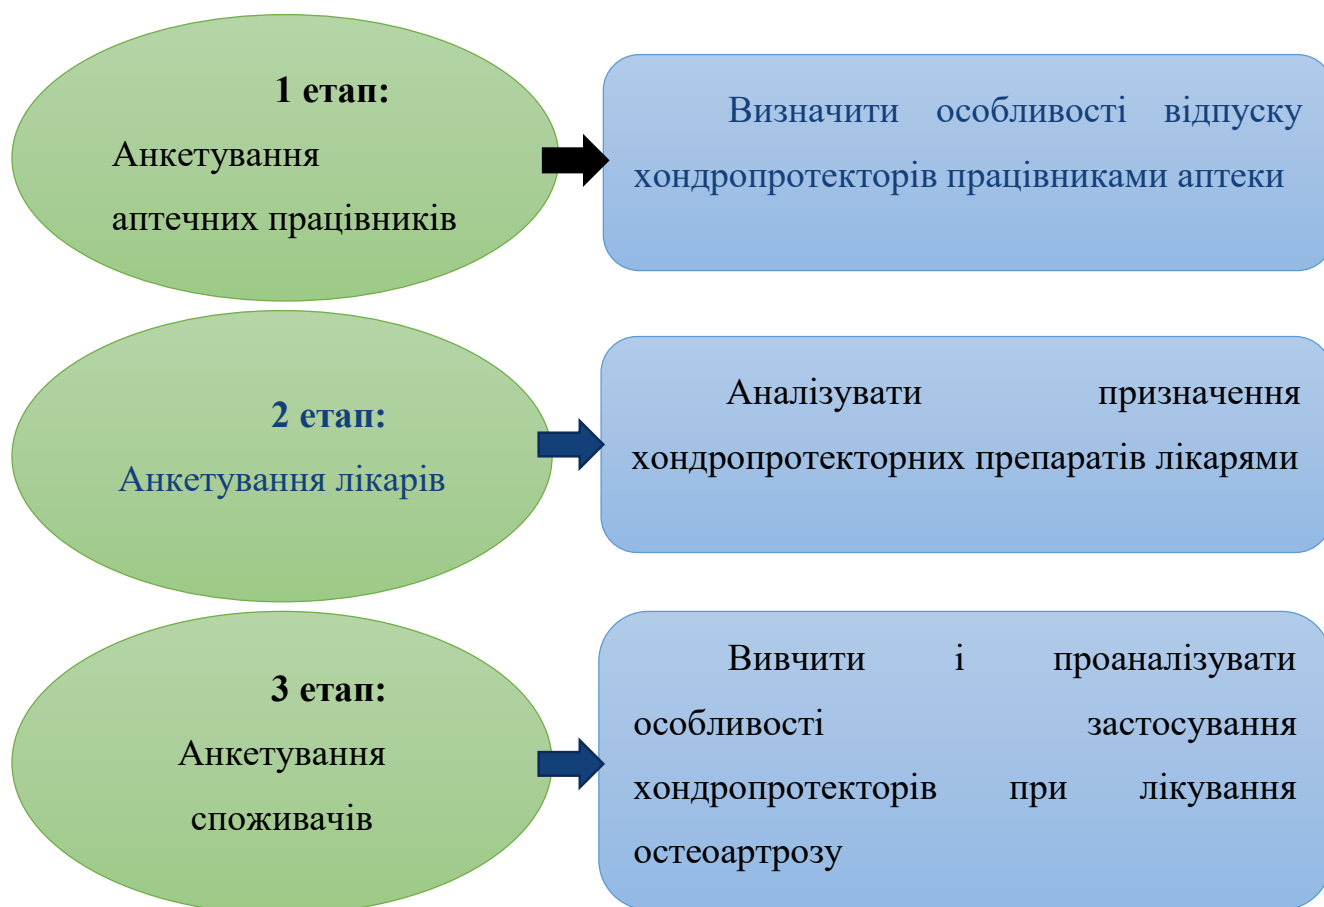 1 етап:
Анкетування
аптечних працівників
Визначити особливості відпуску
хондропротекторів працівниками аптеки
2 етап:
Анкетування лікарів
Аналізувати призначення
хондропротекторних препаратів лікарями
3 етап:
Анкетування
споживачів
Вивчити і проаналізувати
особливості застосування
хондропротекторів при лікування
остеоартрозу